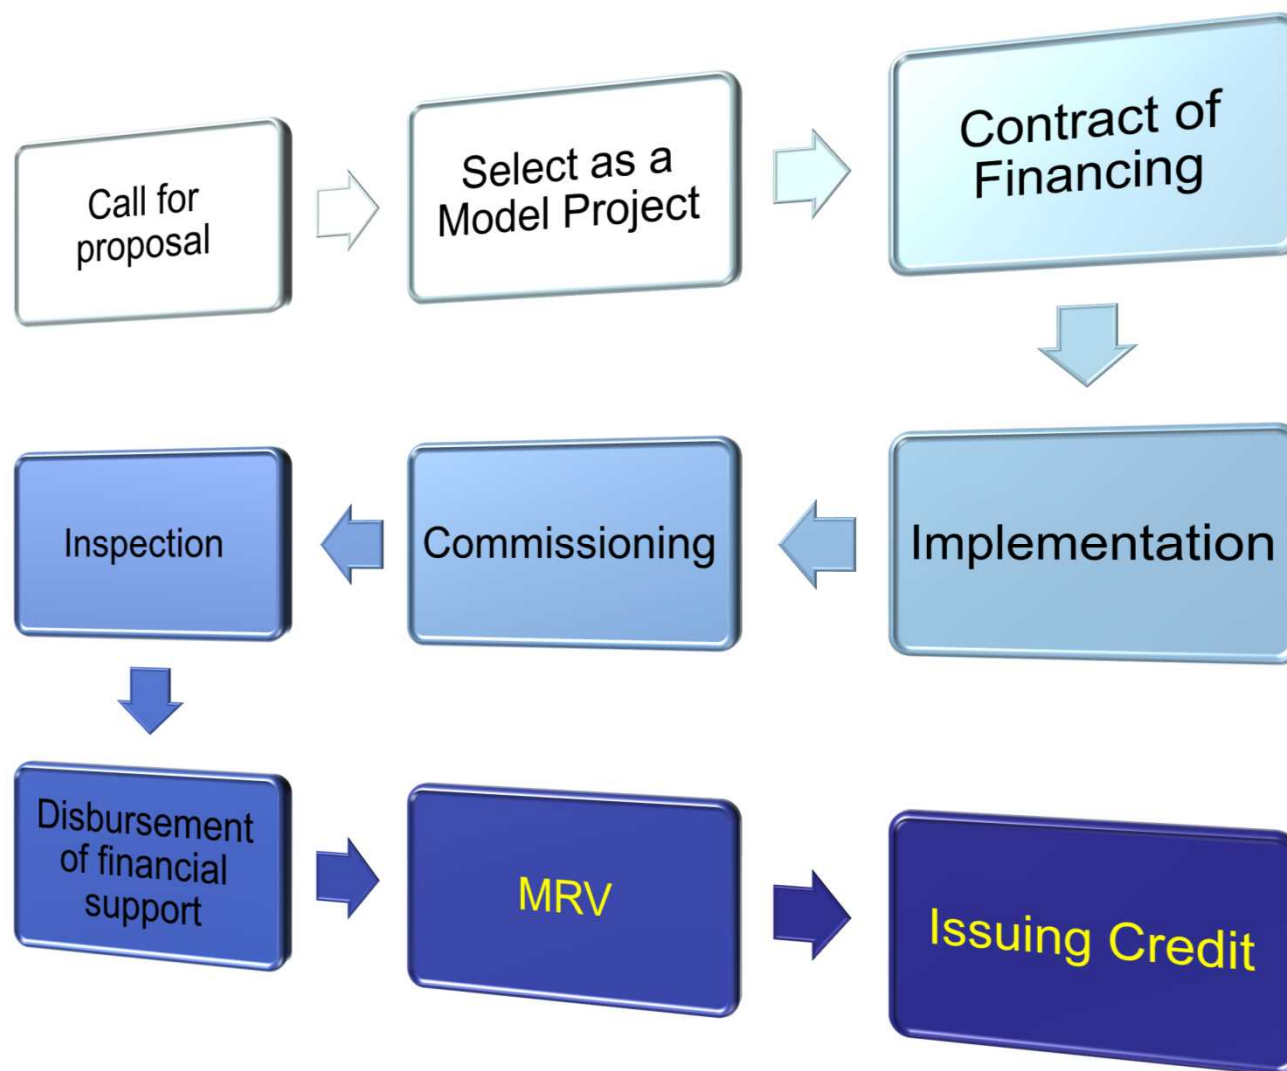 Call for
proposal
Select as a
Model Project
Contract of
Financing
Implementation
Commissioning
Inspection
Disbursement
of financial
support
MRV
Issuing Credit